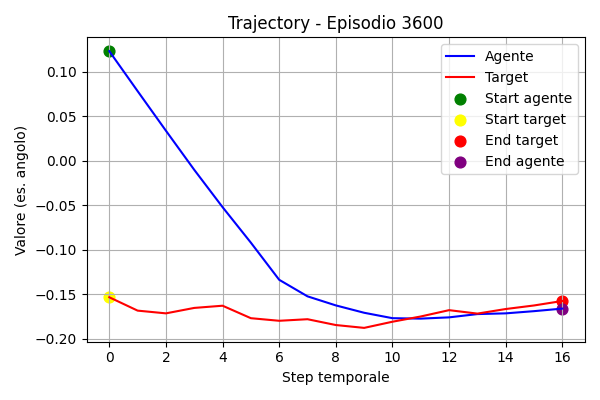 Trajectory - Episodio 3600
Valore (es. angolo)
0.10
0.05
0.00
−0.05
−0.10
−0.15
−0.20
Agente
Target
Start agente
Start target
End target
End agente
0 2 4 6 8 10 12 14 16
Step temporale